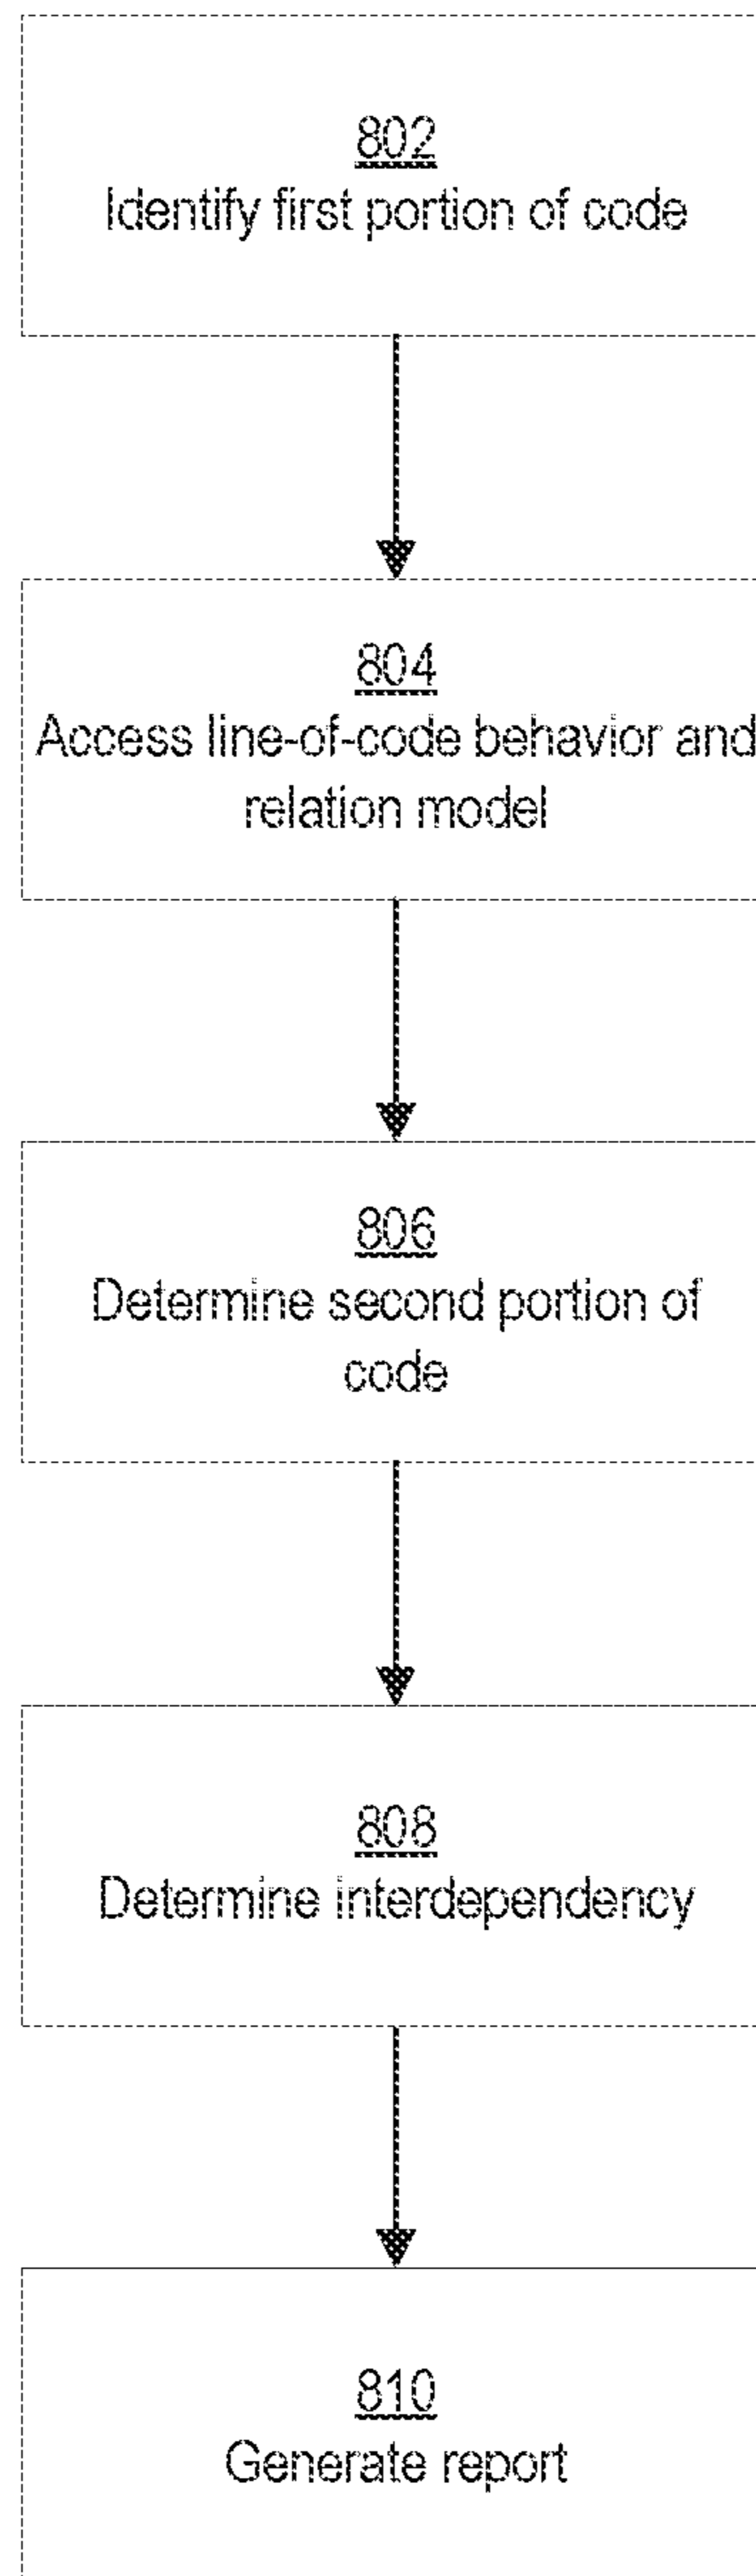 802
Identify first portion of code
804
Access line-of-code behavior and
relation model
806
Determine second portion of
code
808
Determine interdependency
810
Generate report